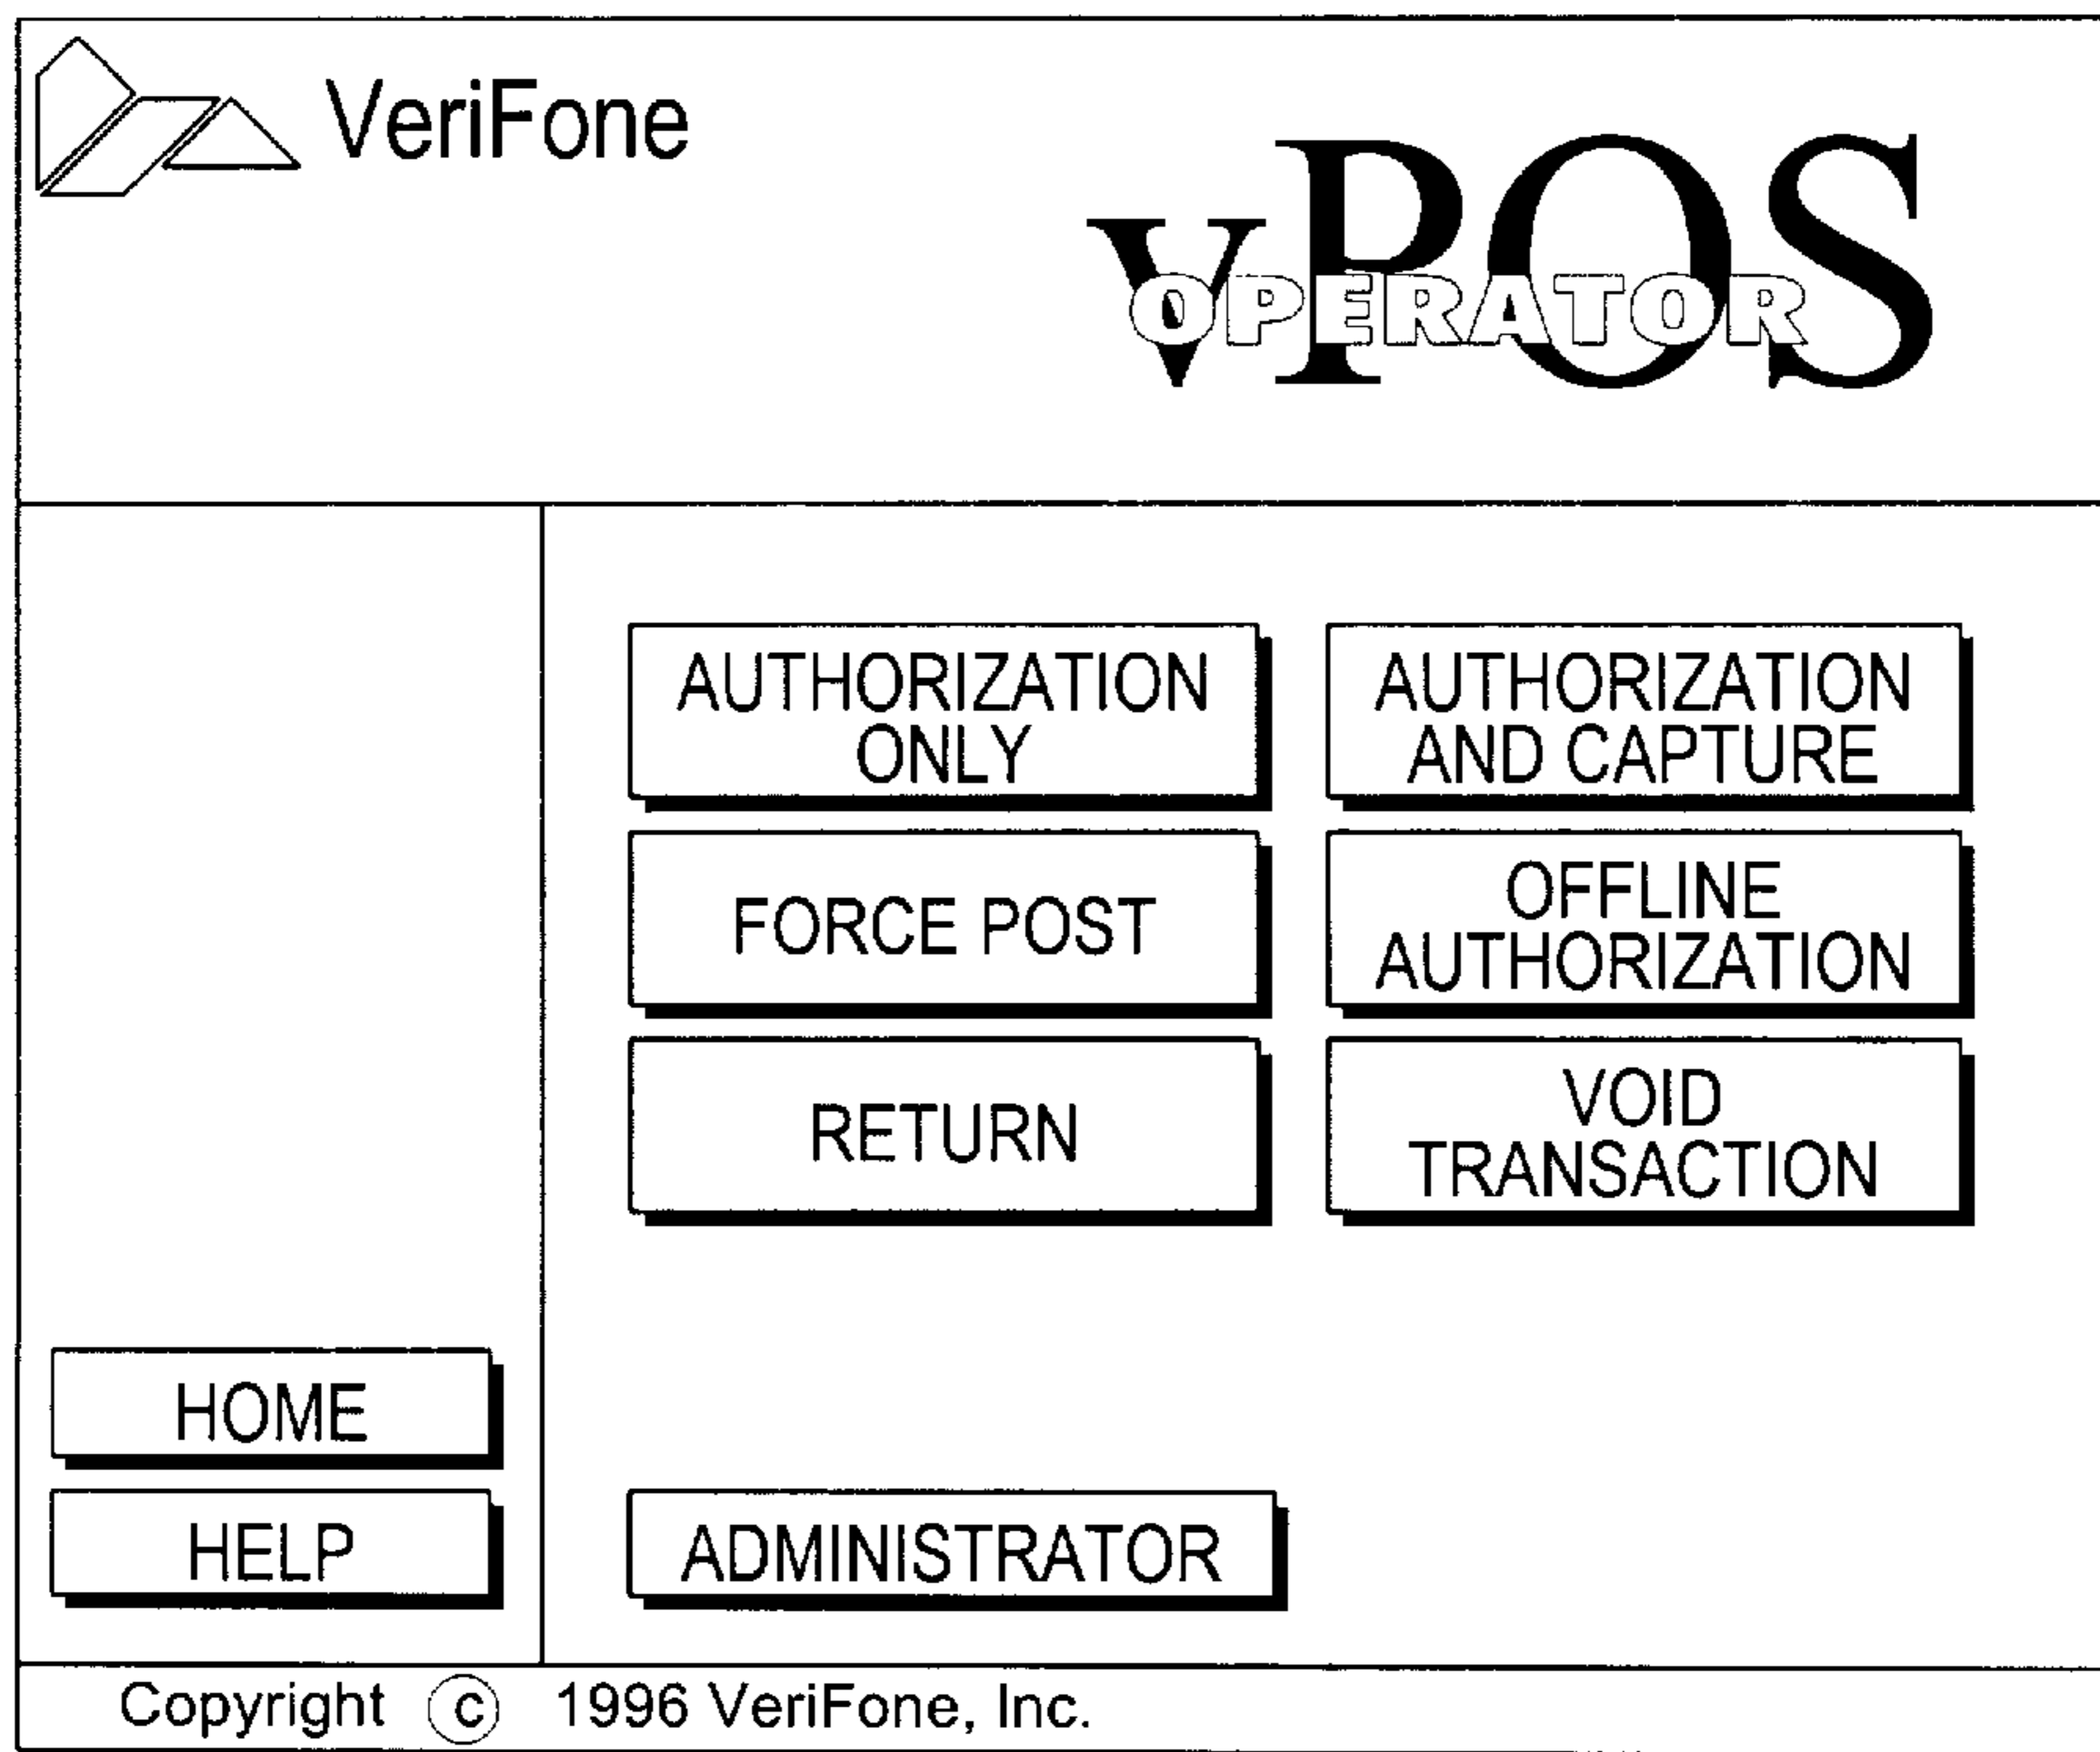 VeriFone
vPOS
OPERATOR
AUTHORIZATION
ONLY
AUTHORIZATION
AND CAPTURE
FORCE POST
OFFLINE
AUTHORIZATION
RETURN
VOID
TRANSACTION
HOME
HELP
ADMINISTRATOR
Copyright © 1996 VeriFone, Inc.